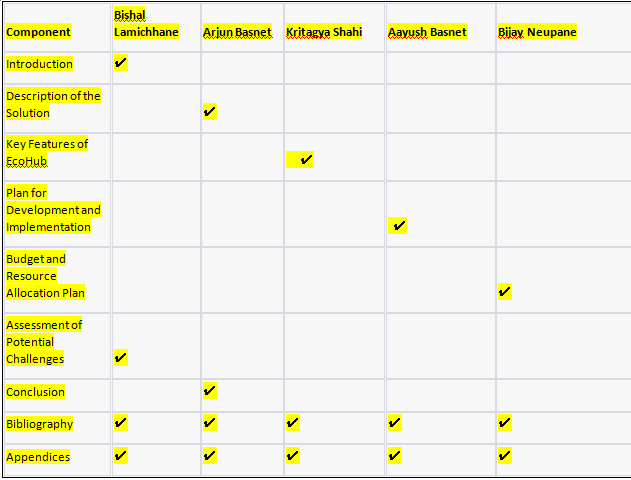 Component Bishal Lamichhane Arjun Basnet Kritagya Shahi Aayush Basnet Bijay Neupane
Introduction ✔
Description of the
Solution ✔
Key Features of
EcoHub ✔
Plan for
Development and
Implementation ✔
Budget and
Resource
Allocation Plan ✔
Assessment of
Potential
Challenges ✔
Conclusion ✔
Bibliography ✔ ✔ ✔ ✔ ✔
Appendices ✔ ✔ ✔ ✔ ✔